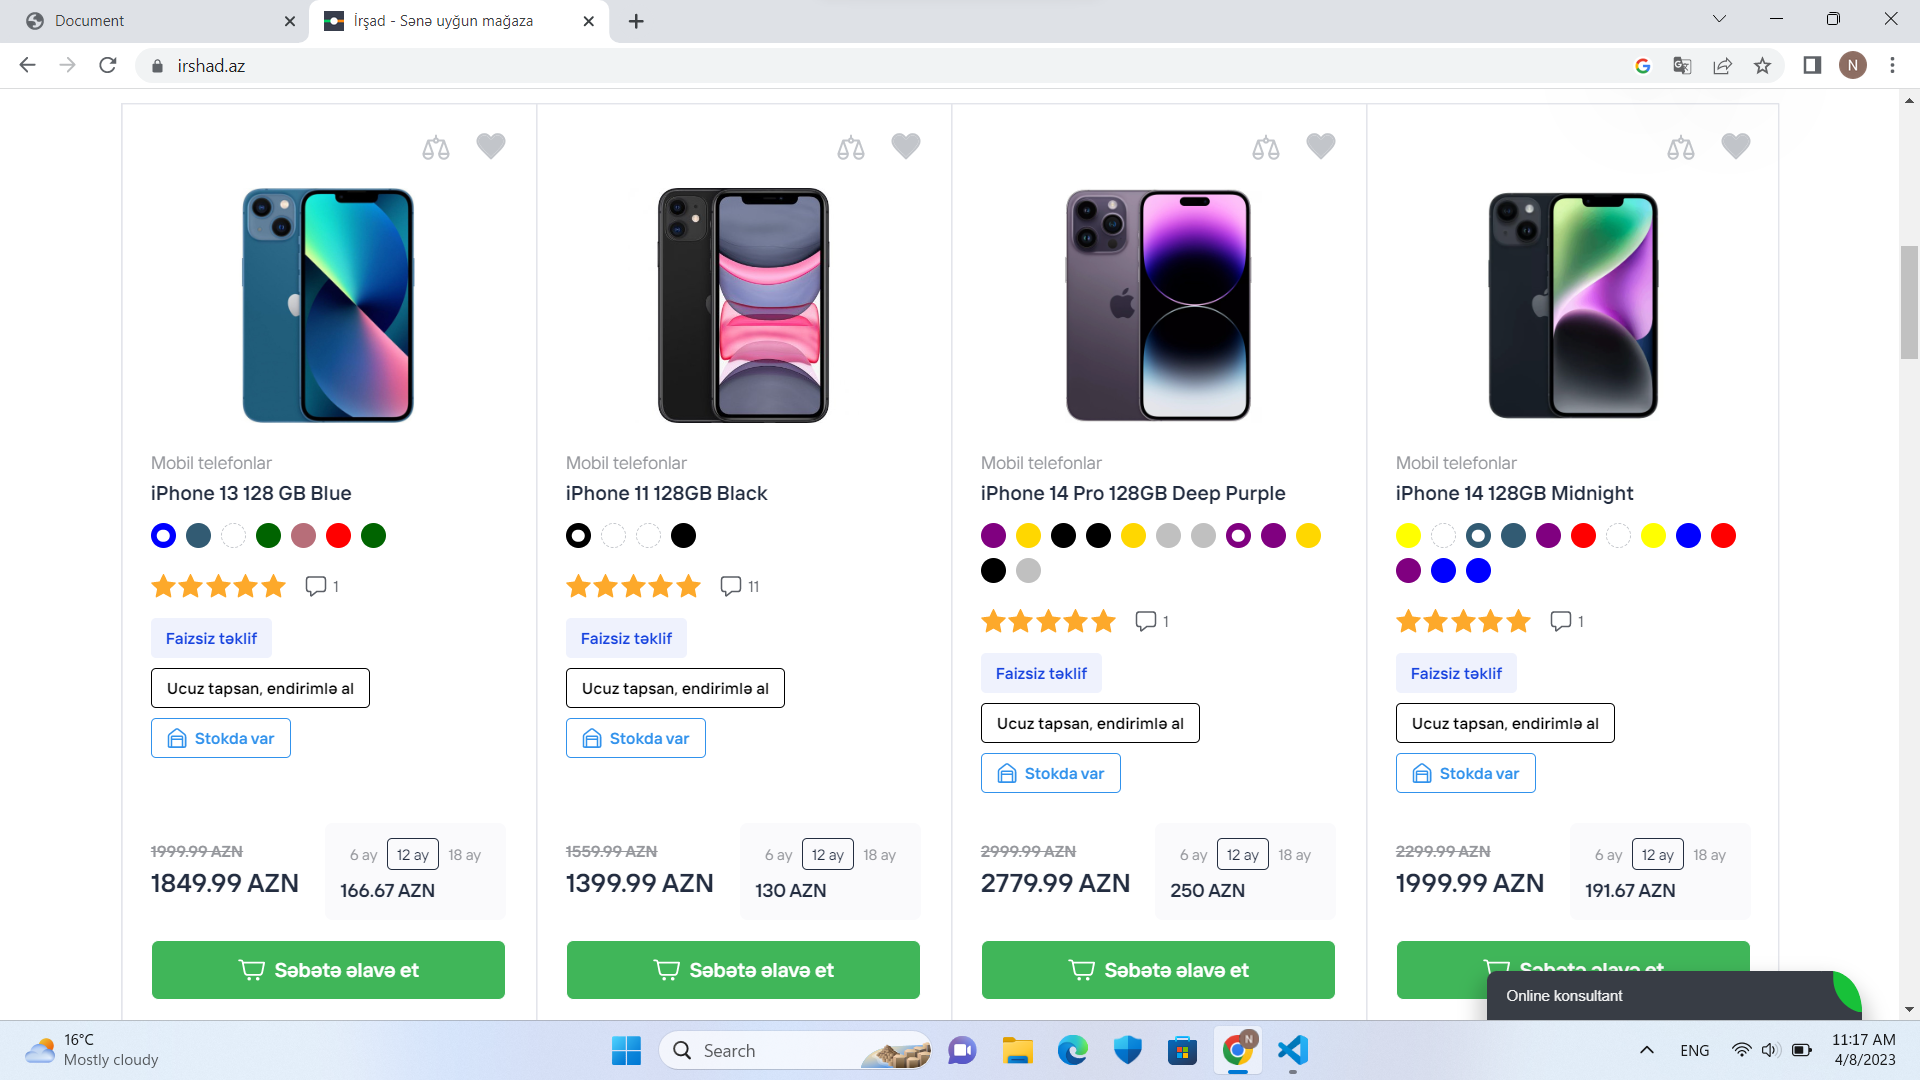 Document
İrşad - Sənə uyğun mağaza
irshad.az
N
Mobil telefonlar
iPhone 13 128 GB Blue
1
Faizsiz təklif
Ucuz tapsan, endirimlə al
Stokda var
1999.99 AZN
1849.99 AZN
6 ay 12 ay 18 ay
166.67 AZN
Səbətə əlavə et
Mobil telefonlar
iPhone 11 128GB Black
11
Faizsiz təklif
Ucuz tapsan, endirimlə al
Stokda var
1559.99 AZN
1399.99 AZN
6 ay 12 ay 18 ay
130 AZN
Səbətə əlavə et
Mobil telefonlar
iPhone 14 Pro 128GB Deep Purple
1
Faizsiz təklif
Ucuz tapsan, endirimlə al
Stokda var
2999.99 AZN
2779.99 AZN
6 ay 12 ay 18 ay
250 AZN
Səbətə əlavə et
Mobil telefonlar
iPhone 14 128GB Midnight
1
Faizsiz təklif
Ucuz tapsan, endirimlə al
Stokda var
2299.99 AZN
1999.99 AZN
6 ay 12 ay 18 ay
191.67 AZN
Səbətə əlavə et
Online konsultant
16°C
Mostly cloudy
Search
N
ENG
11:17 AM
4/8/2023